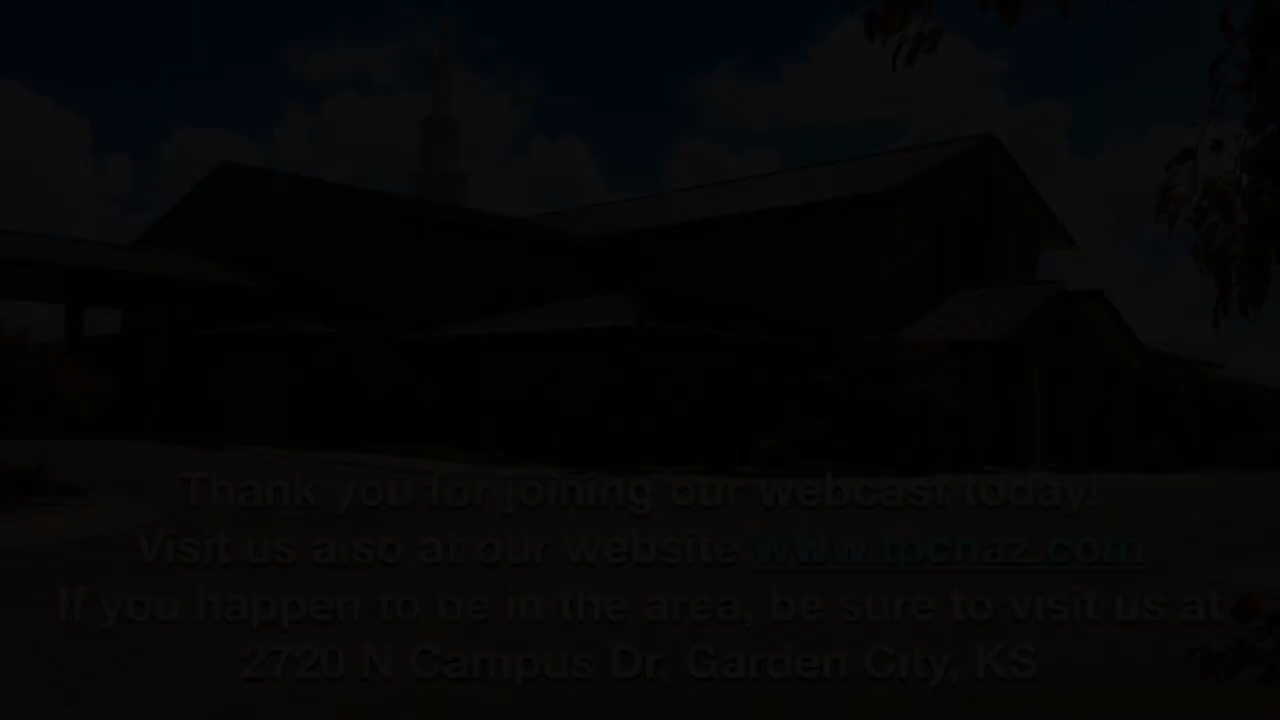 Thank you for joining our webcast today!
Visit us also at our website www.tpcnaz.com
If you happen to be in the area, be sure to visit us at
2720 N Campus Dr, Garden City, KS